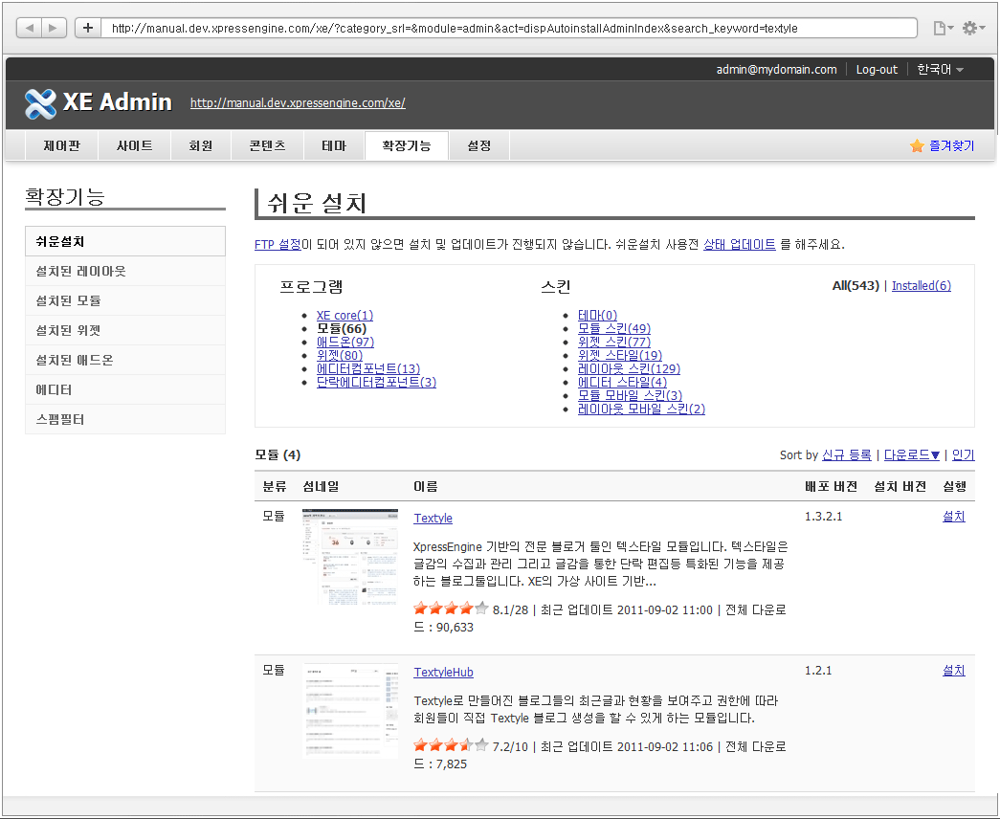 http://manual.dev.xpressengine.com/xe/?category_srl=&module=admin&act=dispAutoinstallAdminIndex&search_keyword=textyle
admin@mydomain.com | Log-out | 한국어
XE Admin http://manual.dev.xpressengine.com/xe/
제어판 사이트 회원 콘텐츠 테마 확장기능 설정 즐겨찾기
확장기능
쉬운설치
설치된 레이아웃
설치된 모듈
설치된 위젯
설치된 애드온
에디터
스팸필터
쉬운 설치
FTP 설정이 되어 있지 않으면 설치 및 업데이트가 진행되지 않습니다. 쉬운설치 사용전 상태 업데이트 를 해주세요.
프로그램
XE core(1)
모듈(66)
애드온(97)
위젯(80)
에디터컴포넌트(13)
단락에디터컴포넌트(3)
스킨
테마(0)
모듈 스킨(49)
위젯 스킨(77)
위젯 스타일(19)
레이아웃 스킨(129)
에디터 스타일(4)
모듈 모바일 스킨(3)
레이아웃 모바일 스킨(2)
All(543) | Installed(6)
모듈 (4)
Sort by 신규 등록 | 다운로드▼ | 인기
분류 섬네일 이름 배포 버전 설치 버전 실행
모듈 Textyle 1.3.2.1 설치
XpressEngine 기반의 전문 블로거 툴인 텍스타일 모듈입니다. 텍스타일은
글감의 수집과 관리 그리고 글감을 통한 단락 편집등 특화된 기능을 제공
하는 블로그툴입니다. XE의 가상 사이트 기반...
8.1/28 | 최근 업데이트 2011-09-02 11:00 | 전체 다운로
드 : 90,633
모듈 TextyleHub 1.2.1 설치
Textyle로 만들어진 블로그들의 최근글과 현황을 보여주고 권한에 따라
회원들이 직접 Textyle 블로그 생성을 할 수 있게 하는 모듈입니다.
7.2/10 | 최근 업데이트 2011-09-02 11:06 | 전체 다운로
드 : 7,825